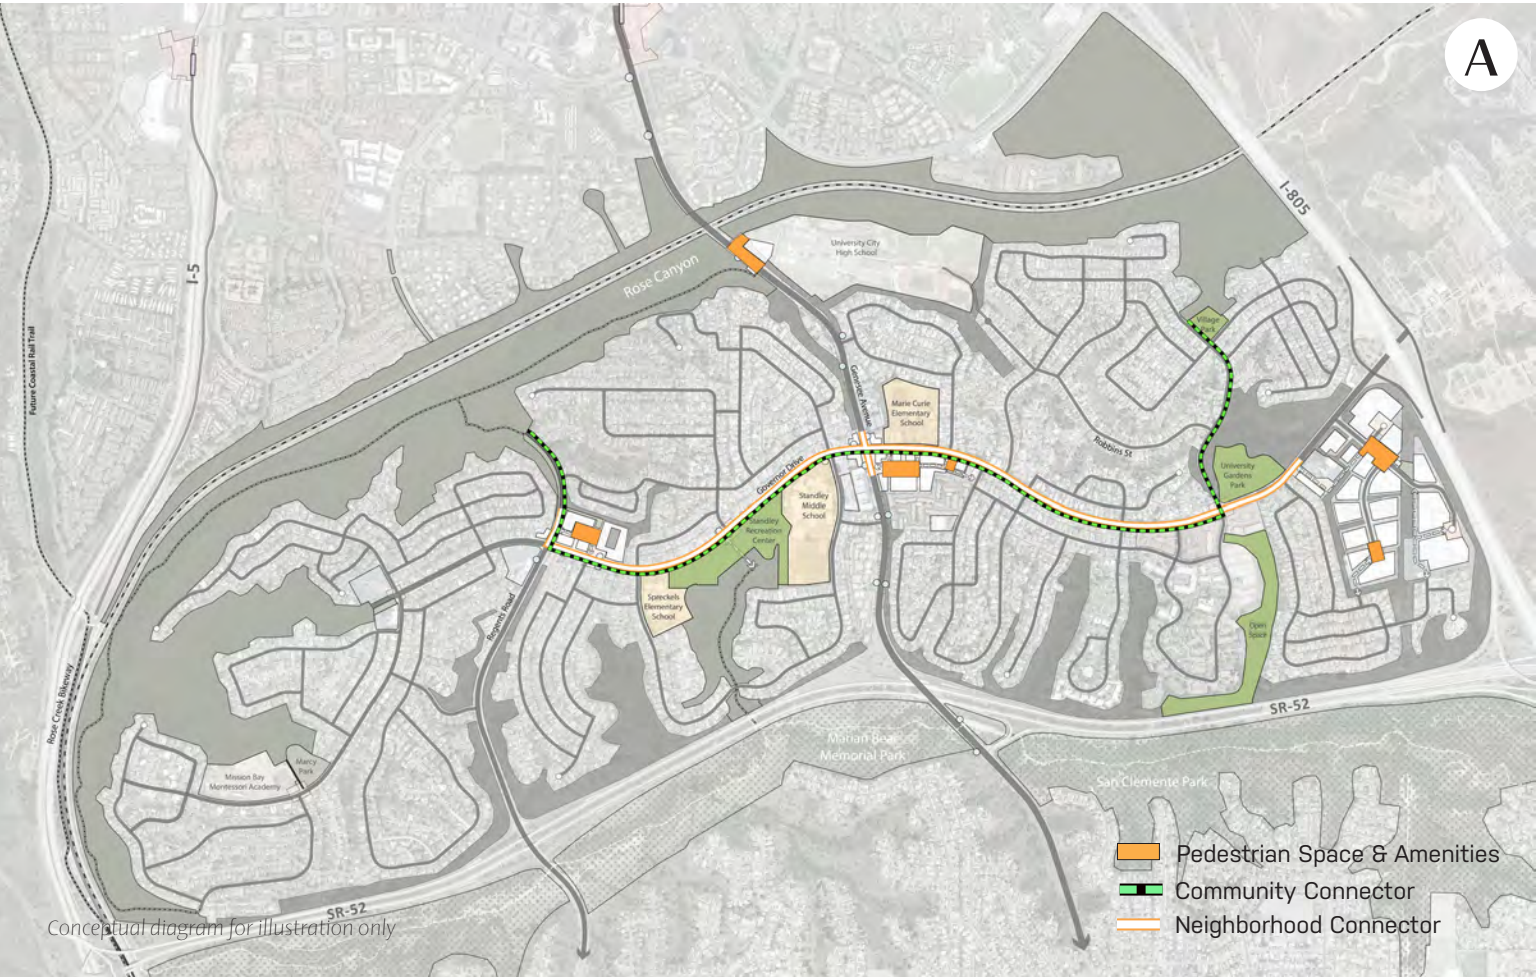 A
I-805
I-5
Rose Canyon
University City
High School
Future Coastal Rail Trail
Village
Park
Genesee Avenue
Marie Curie
Elementary
School
Robbins St
Governor Drive
University
Gardens
Park
Standley
Middle
School
Standley
Recreation
Center
Spreckels
Elementary
School
Regents Road
Open
Space
Rose Creek Bikeway
SR-52
Marian Bear
Memorial Park
Marcy
Park
Mission Bay
Montessori Academy
San Clemente Park
Pedestrian Space & Amenities
Community Connector
Neighborhood Connector
SR-52
Conceptual diagram for illustration only